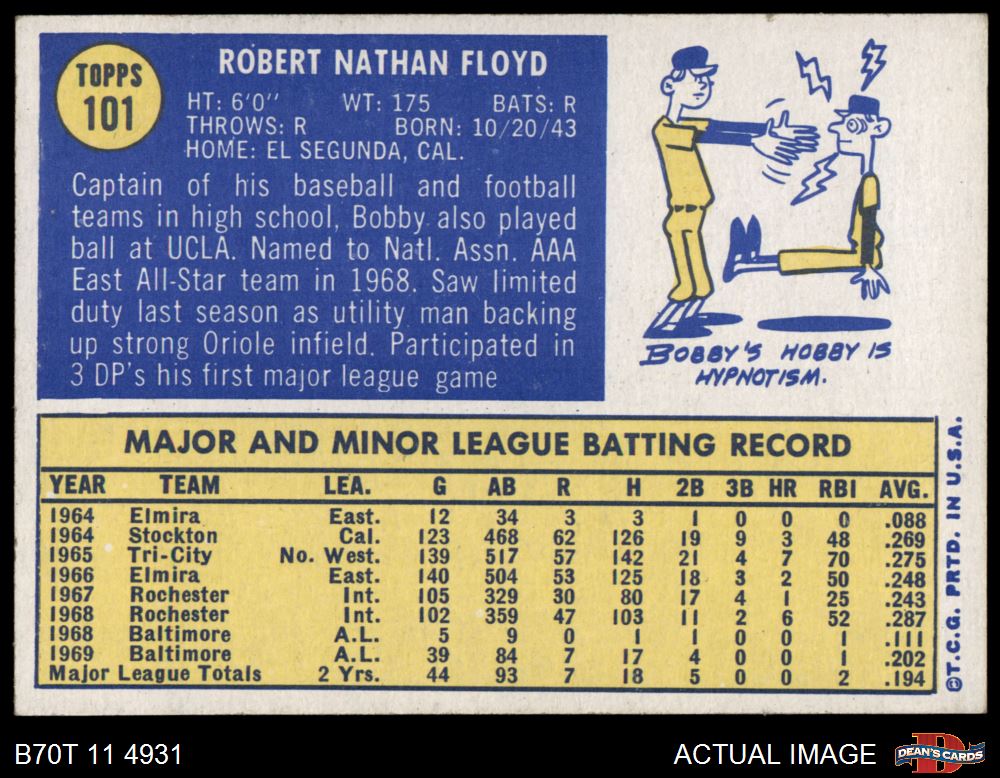 TOPPS
101
ROBERT NATHAN FLOYD
HT: 6'0" WT: 175 BATS: R
THROWS: R BORN: 10/20/43
HOME: EL SEGUNDA, CAL.
Captain of his baseball and football
teams in high school, Bobby also played
ball at UCLA. Named to Natl. Assn. AAA
East All-Star team in 1968. Saw limited
duty last season as utility man backing
up strong Oriole infield. Participated in
3 DP's his first major league game
BOBBY'S HOBBY IS
HYPNOTISM.
MAJOR AND MINOR LEAGUE BATTING RECORD
YEAR TEAM LEA. G AB R H 2B 3B HR RBI AVG.
1964 Elmira East. 12 34 3 3 1 0 0 0 .088
1964 Stockton Cal. 123 468 62 126 19 9 3 48 .269
1965 Tri-City No. West. 139 517 57 142 21 4 7 70 .275
1966 Elmira East. 140 504 53 125 18 3 2 50 .248
1967 Rochester Int. 105 329 30 80 17 4 1 25 .243
1968 Rochester Int. 102 359 47 103 11 2 6 52 .287
1968 Baltimore A.L. 5 9 0 1 1 0 0 1 .111
1969 Baltimore A.L. 39 84 7 17 4 0 0 1 .202
Major League Totals 2 Yrs. 44 93 7 18 5 0 0 2 .194
©T.C.G. PRTD. IN U.S.A.
B70T 11 4931
ACTUAL IMAGE
DEAN'S CARDS